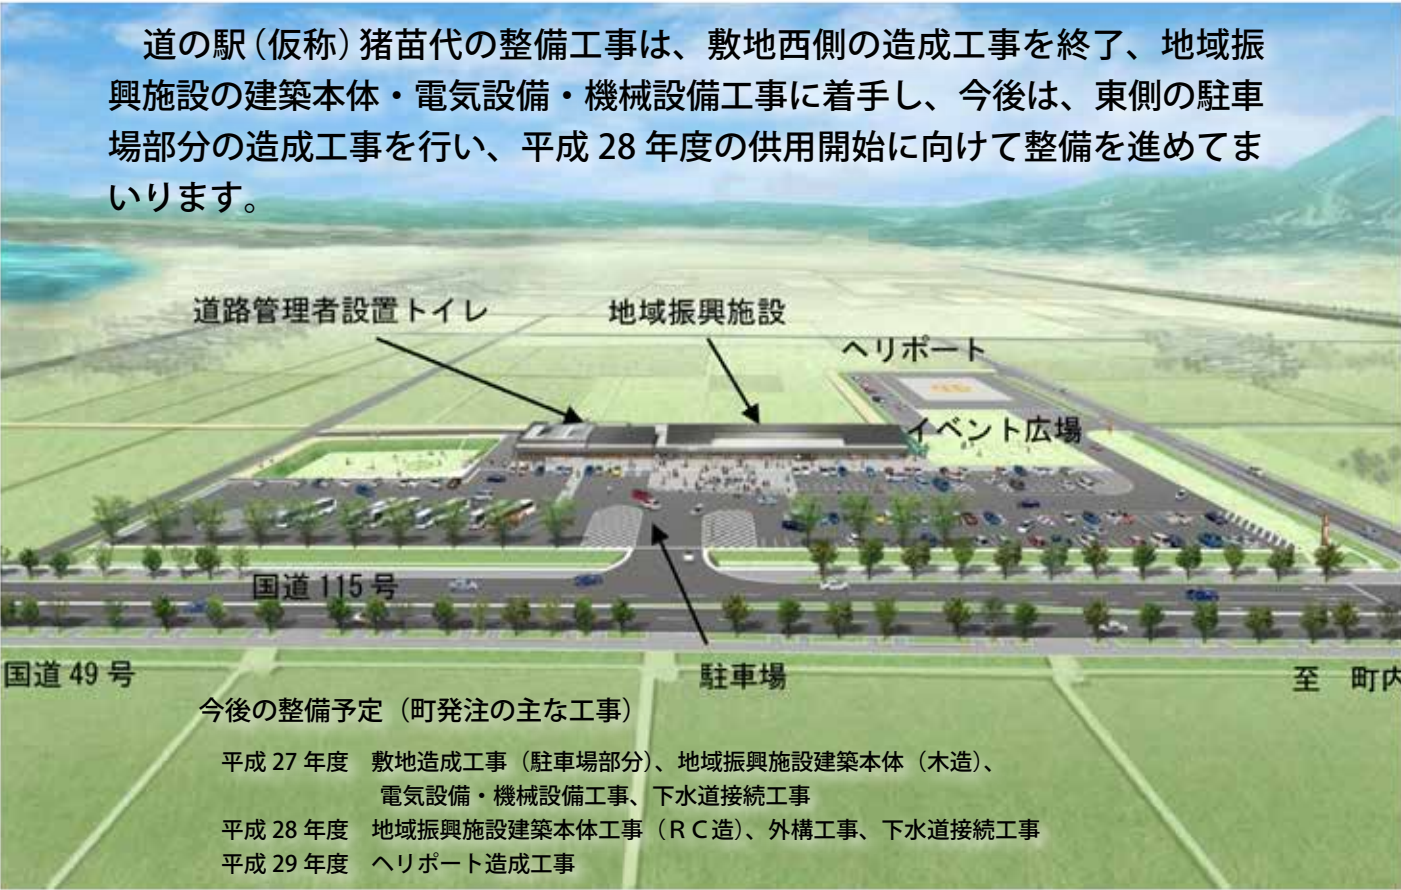 道の駅（仮称）猪苗代の整備工事は、敷地西側の造成工事を終了、地域振
興施設の建築本体・電気設備・機械設備工事に着手し、今後は、東側の駐車
場部分の造成工事を行い、平成 28 年度の供用開始に向けて整備を進めてま
いります。
道路管理者設置トイレ
地域振興施設
ヘリポート
イベント広場
国道 115 号
国道 49 号
駐車場
至　町内
今後の整備予定（町発注の主な工事）
平成 27 年度　敷地造成工事（駐車場部分）、地域振興施設建築本体（木造）、
電気設備・機械設備工事、下水道接続工事
平成 28 年度　地域振興施設建築本体工事（ＲＣ造）、外構工事、下水道接続工事
平成 29 年度　ヘリポート造成工事